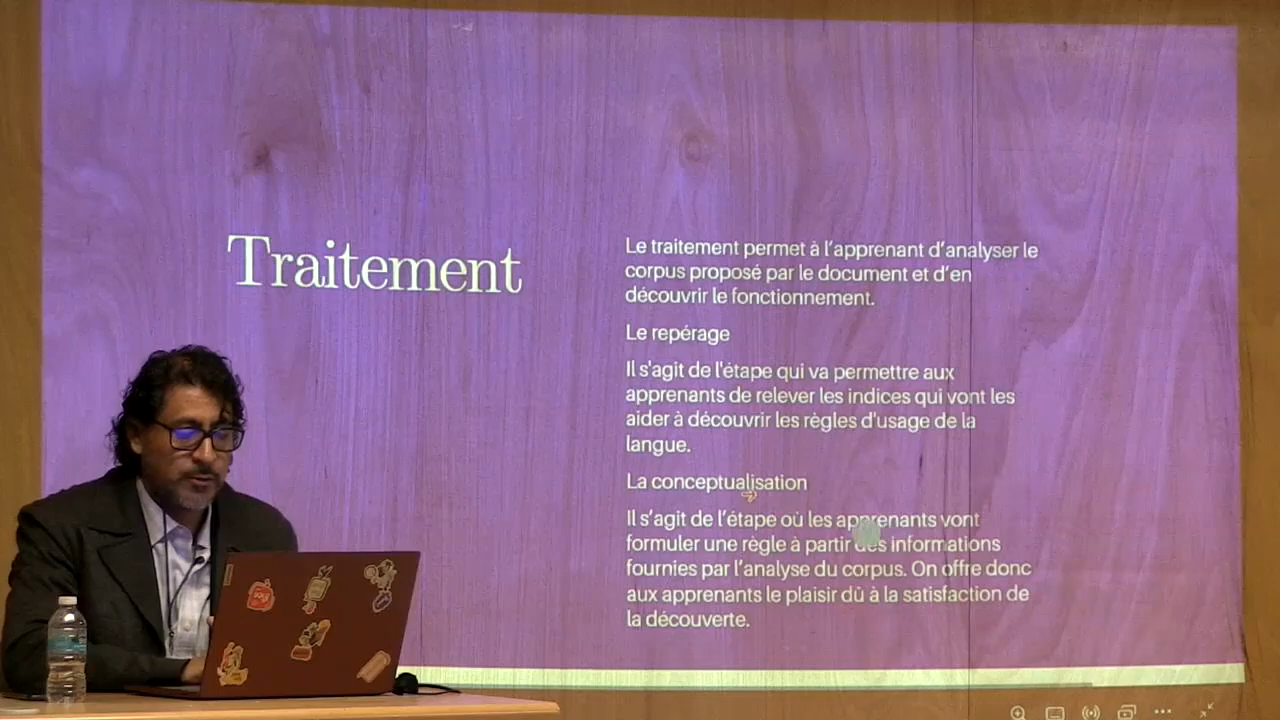 Traitement
Le traitement permet à l’apprenant d’analyser le
corpus proposé par le document et d’en
découvrir le fonctionnement.
Le repérage
Il s'agit de l'étape qui va permettre aux
apprenants de relever les indices qui vont les
aider à découvrir les règles d'usage de la
langue.
La conceptualisation
Il s’agit de l’étape où les apprenants vont
formuler une règle à partir des informations
fournies par l’analyse du corpus. On offre donc
aux apprenants le plaisir dû à la satisfaction de
la découverte.